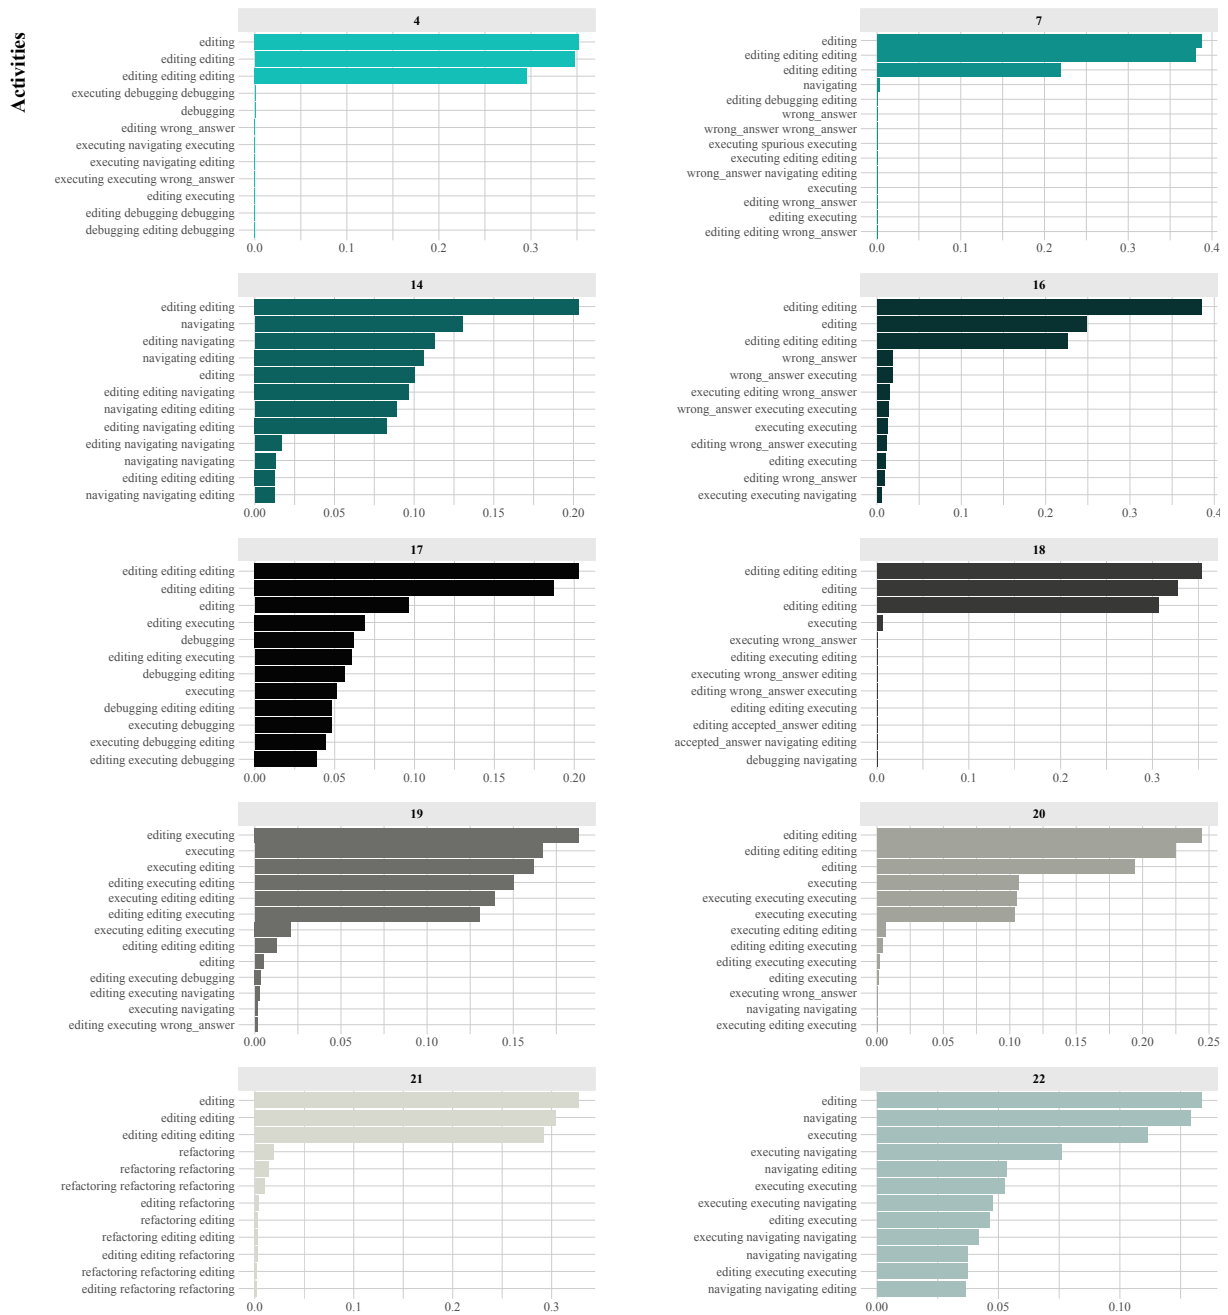 Activities
4
editing
editing editing
editing editing editing
executing debugging debugging
debugging
editing wrong_answer
executing navigating executing
executing navigating editing
executing executing wrong_answer
editing executing
editing debugging debugging
debugging editing debugging
0.0 0.1 0.2 0.3
7
editing
editing editing editing
editing editing
navigating
editing debugging editing
wrong_answer
wrong_answer wrong_answer
executing spurious executing
executing editing editing
wrong_answer navigating editing
executing
editing wrong_answer
editing executing
editing editing wrong_answer
0.0 0.1 0.2 0.3 0.4
14
editing editing
navigating
editing navigating
navigating editing
editing
editing editing navigating
navigating editing editing
editing navigating editing
editing navigating navigating
navigating navigating
editing editing editing
navigating navigating editing
0.00 0.05 0.10 0.15 0.20
16
editing editing
editing
editing editing editing
wrong_answer
wrong_answer executing
executing editing wrong_answer
wrong_answer executing executing
executing executing
editing wrong_answer executing
editing executing
editing wrong_answer
executing executing navigating
0.0 0.1 0.2 0.3 0.4
17
editing editing editing
editing editing
editing
editing executing
debugging
editing editing executing
debugging editing
executing
debugging editing editing
executing debugging
executing debugging editing
editing executing debugging
0.00 0.05 0.10 0.15 0.20
18
editing editing editing
editing
editing editing
executing
executing wrong_answer
editing executing editing
executing wrong_answer editing
editing wrong_answer executing
editing editing executing
editing accepted_answer editing
accepted_answer navigating editing
debugging navigating
0.0 0.1 0.2 0.3
19
editing executing
executing
executing editing
editing executing editing
executing editing editing
editing editing executing
executing editing executing
editing editing editing
editing
editing executing debugging
editing executing navigating
executing navigating
editing executing wrong_answer
0.00 0.05 0.10 0.15
20
editing editing
editing editing editing
editing
executing
executing executing executing
executing executing
executing editing editing
editing editing executing
editing executing executing
editing executing
executing wrong_answer
navigating navigating
executing editing executing
0.00 0.05 0.10 0.15 0.20 0.25
21
editing
editing editing
editing editing editing
refactoring
refactoring refactoring
refactoring refactoring refactoring
editing refactoring
refactoring editing
refactoring editing editing
editing editing refactoring
refactoring refactoring editing
editing refactoring refactoring
0.0 0.1 0.2 0.3
22
editing
navigating
executing
executing navigating
navigating editing
executing executing
executing executing navigating
editing executing
executing navigating navigating
navigating navigating
editing executing executing
navigating navigating editing
0.00 0.05 0.10